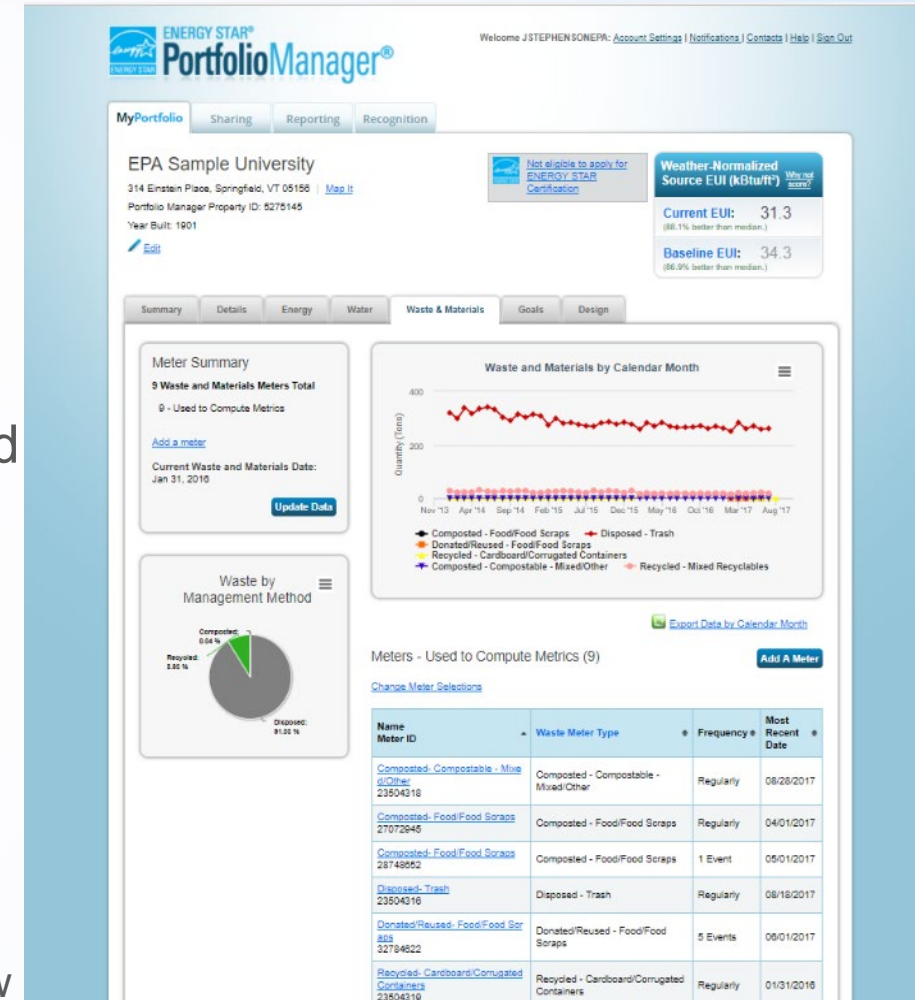 ENERGY STAR®
PortfolioManager®
Welcome JSTEPHENSONEPA: Account Settings | Notifications | Contacts | Help | Sign Out
MyPortfolio Sharing Reporting Recognition
EPA Sample University
314 Einstein Place, Springfield, VT 05156 | Map It
Portfolio Manager Property ID: 5275145
Year Built: 1901
Edit
Not eligible to apply for
ENERGY STAR
Certification
Weather-Normalized
Source EUI (kBtu/ft²) Why not
score?
Current EUI: 31.3
(88.1% better than median.)
Baseline EUI: 34.3
(86.9% better than median.)
Summary Details Energy Water Waste & Materials Goals Design
Meter Summary
9 Waste and Materials Meters Total
9 - Used to Compute Metrics
Add a meter
Current Waste and Materials Date:
Jan 31, 2016
Update Data
Waste and Materials by Calendar Month
Quantity (Tons)
400
200
0
Nov '13 Apr '14 Sep '14 Feb '15 Jul '15 Dec '15 May '16 Oct '16 Mar '17 Aug '17
Composted - Food/Food Scraps Disposed - Trash
Donated/Reused - Food/Food Scraps
Recycled - Cardboard/Corrugated Containers
Composted - Compostable - Mixed/Other Recycled - Mixed Recyclables
Waste by
Management Method
Composted:
0.04 %
Recycled:
Disposed:
Export Data by Calendar Month
Meters - Used to Compute Metrics (9)
Add A Meter
Change Meter Selections
Name
Meter ID
Waste Meter Type
Frequency
Most
Recent
Date
Composted- Compostable - Mixe
d/Other
23504318
Composted - Compostable -
Mixed/Other
Regularly
08/28/2017
Composted- Food/Food Scraps
27072945
Composted - Food/Food Scraps
Regularly
04/01/2017
Composted- Food/Food Scraps
28748652
Composted - Food/Food Scraps
1 Event
05/01/2017
Disposed- Trash
23504316
Disposed - Trash
Regularly
08/18/2017
Donated/Reused- Food/Food Scr
aps
32784622
Donated/Reused - Food/Food
Scraps
5 Events
06/01/2017
Recycled- Cardboard/Corrugated
Containers
23504319
Recycled - Cardboard/Corrugated
Containers
Regularly
01/31/2016